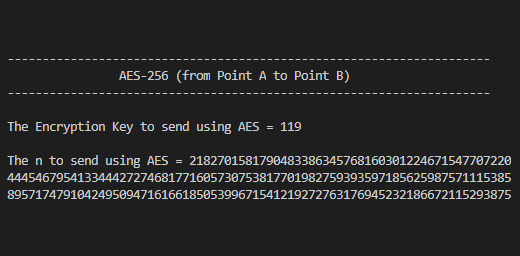 ---------------------------------------------------------------------
AES-256 (from Point A to Point B)
---------------------------------------------------------------------
The Encryption Key to send using AES = 119
The n to send using AES = 2182701581790483386345768160301224671547707220
444546795413344427274681771605730753817701982759393597185625987571115385
895717479104249509471616618505399671541219272763176945232186672115293875